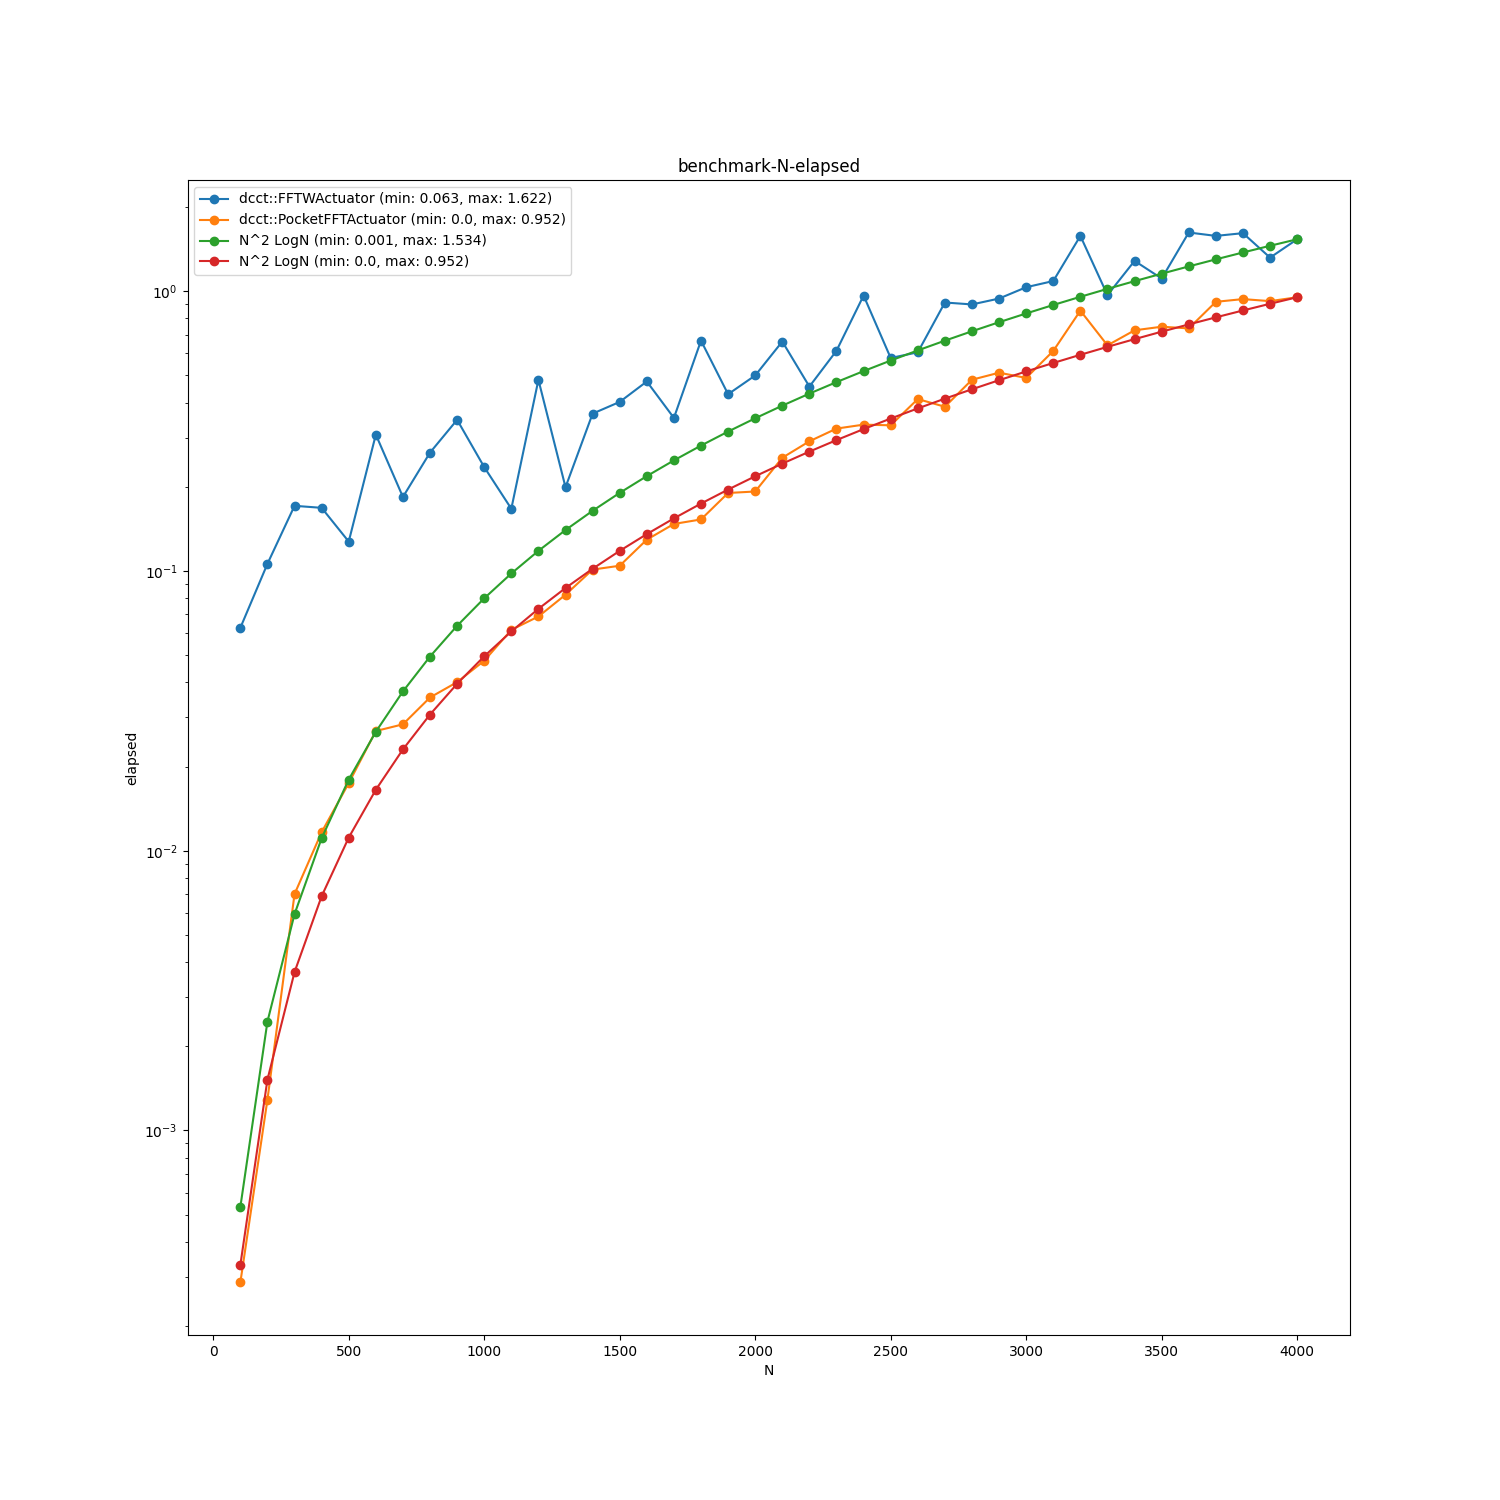 benchmark-N-elapsed
dcct::FFTWActuator (min: 0.063, max: 1.622)
dcct::PocketFFTActuator (min: 0.0, max: 0.952)
N^2 LogN (min: 0.001, max: 1.534)
N^2 LogN (min: 0.0, max: 0.952)
10⁰
10⁻¹
10⁻²
10⁻³
elapsed
0 500 1000 1500 2000 2500 3000 3500 4000
N